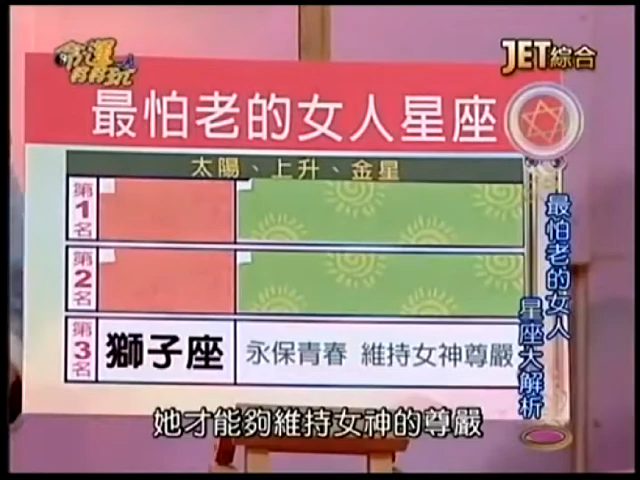 命運好好玩
JET綜合
最怕老的女人星座
太陽、上升、金星
第1名
第2名
第3名 獅子座 永保青春 維持女神尊嚴
最怕老的女人
星座大解析
她才能夠維持女神的尊嚴